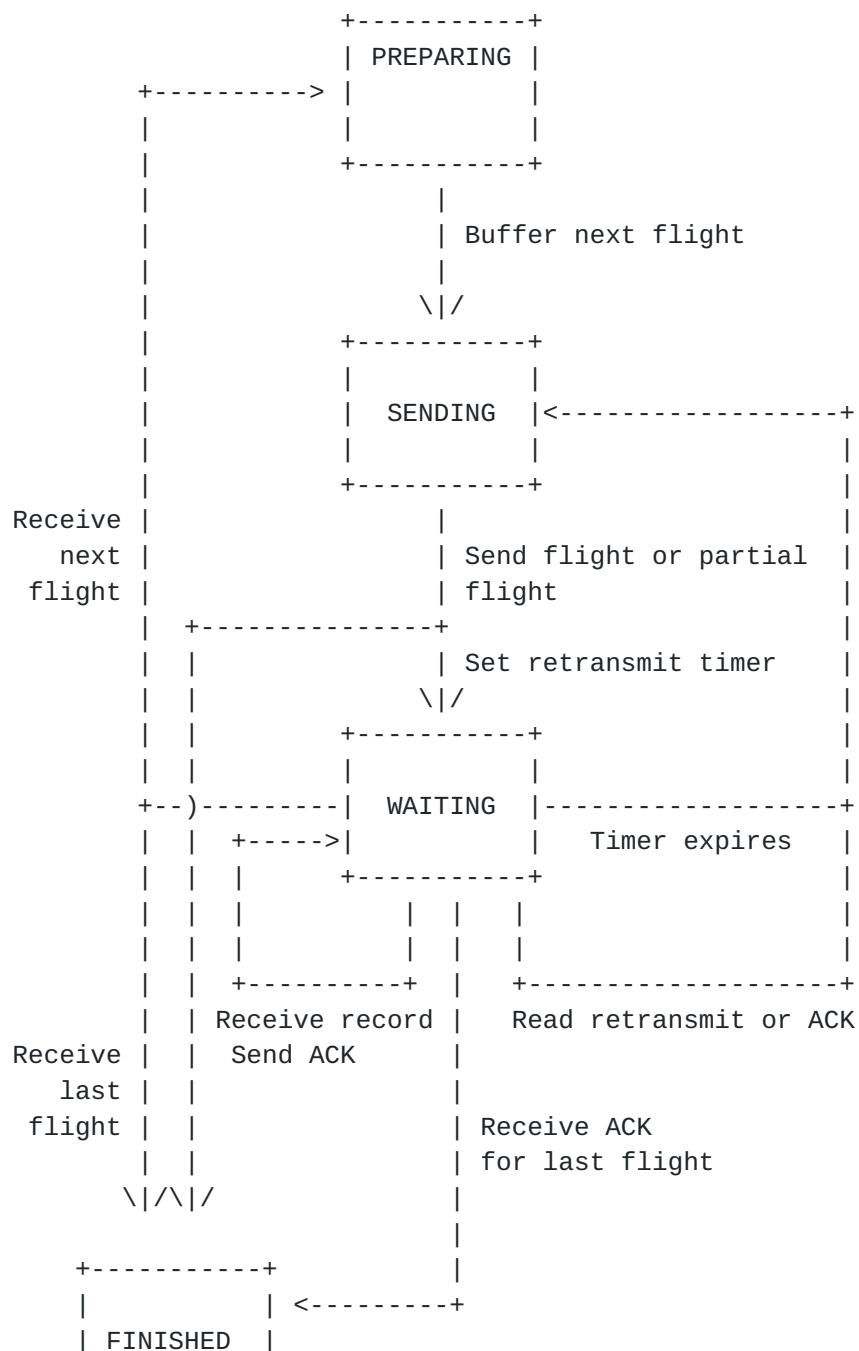 PREPARING
Buffer next flight
SENDING
Receive
next
flight
Send flight or partial
flight
Set retransmit timer
WAITING
Timer expires
Receive record
Send ACK
Read retransmit or ACK
Receive
last
flight
Receive ACK
for last flight
FINISHED